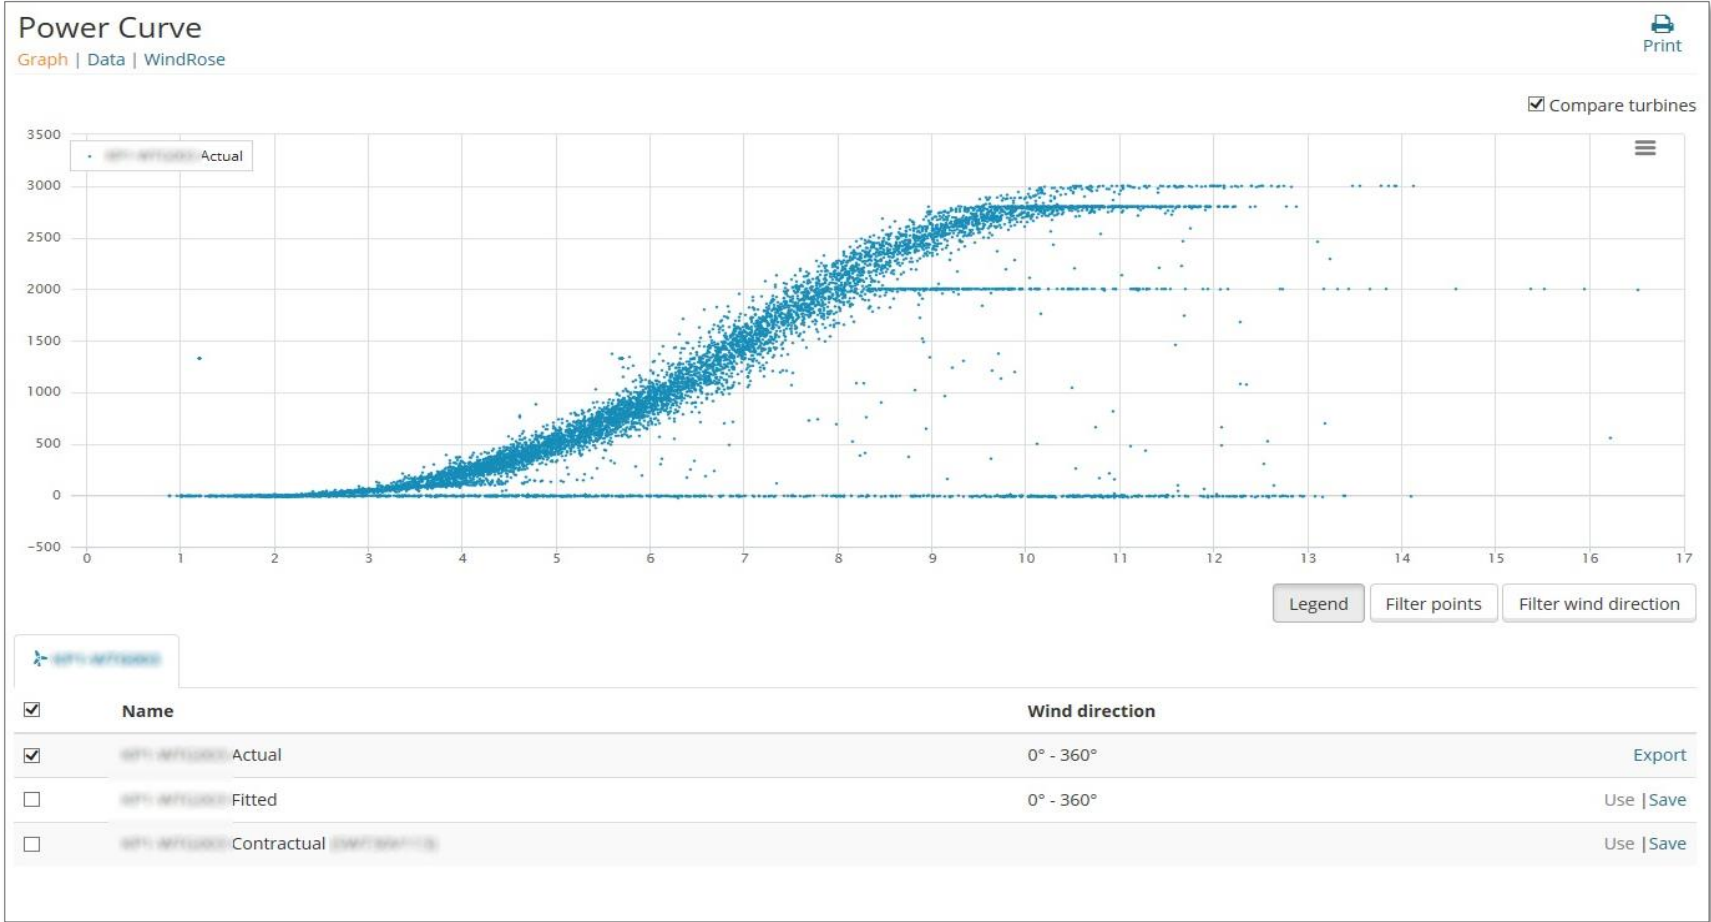 Power Curve
Print
Graph | Data | WindRose
Compare turbines
3500
Actual
3000
2500
2000
1500
1000
500
0
−500
0 1 2 3 4 5 6 7 8 9 10 11 12 13 14 15 16 17
Legend Filter points Filter wind direction
Name Wind direction
Actual 0° - 360° Export
Fitted 0° - 360° Use |Save
Contractual Use |Save